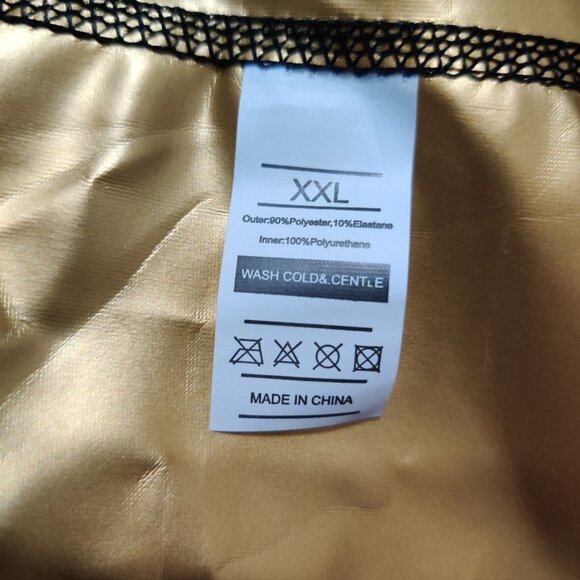 XXL
Outer:90%Polyester,10%Elastane
Inner:100%Polyurethane
WASH COLD& CENTLE
MADE IN CHINA